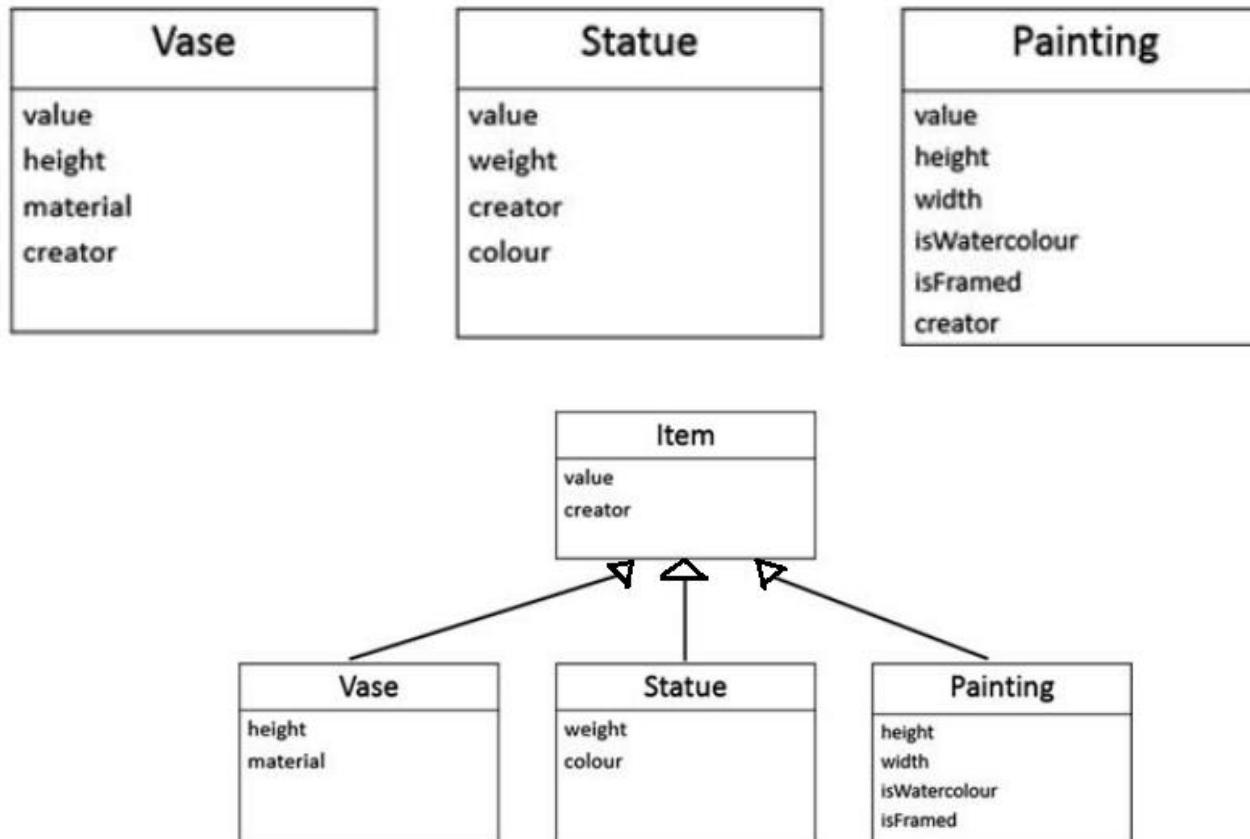 Vase
value
height
material
creator
Statue
value
weight
creator
colour
Painting
value
height
width
isWatercolour
isFramed
creator
Item
value
creator
Vase
height
material
Statue
weight
colour
Painting
height
width
isWatercolour
isFramed